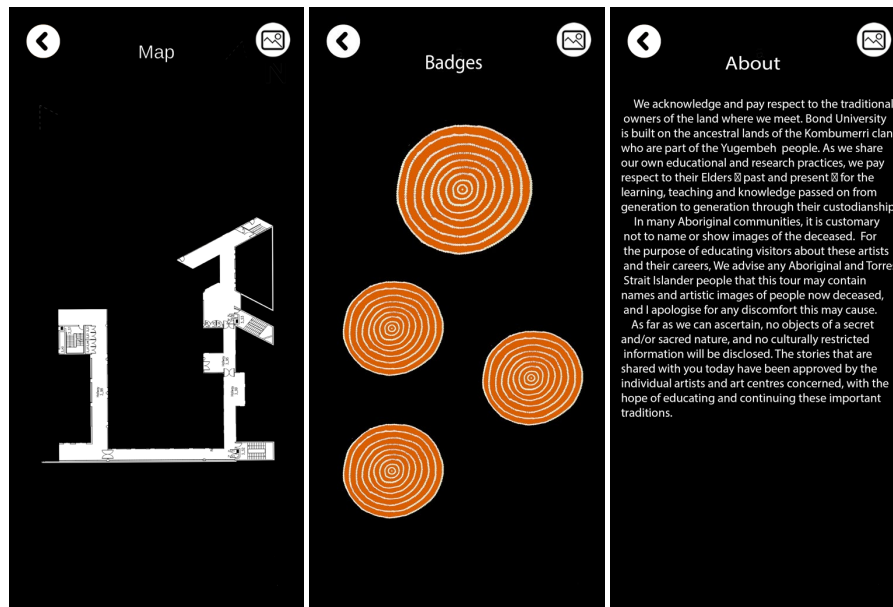 Map
Badges
About
We acknowledge and pay respect to the traditional
owners of the land where we meet. Bond University
is built on the ancestral lands of the Kombumerri clan
who are part of the Yugembeh people. As we share
our own educational and research practices, we pay
respect to their Elders ☒ past and present ☒ for the
learning, teaching and knowledge passed on from
generation to generation through their custodianship
In many Aboriginal communities, it is customary
not to name or show images of the deceased. For
the purpose of educating visitors about these artists
and their careers, We advise any Aboriginal and Torre
Strait Islander people that this tour may contain
names and artistic images of people now deceased,
and I apologise for any discomfort this may cause.
As far as we can ascertain, no objects of a secret
and/or sacred nature, and no culturally restricted
information will be disclosed. The stories that are
shared with you today have been approved by the
individual artists and art centres concerned, with the
hope of educating and continuing these important
traditions.